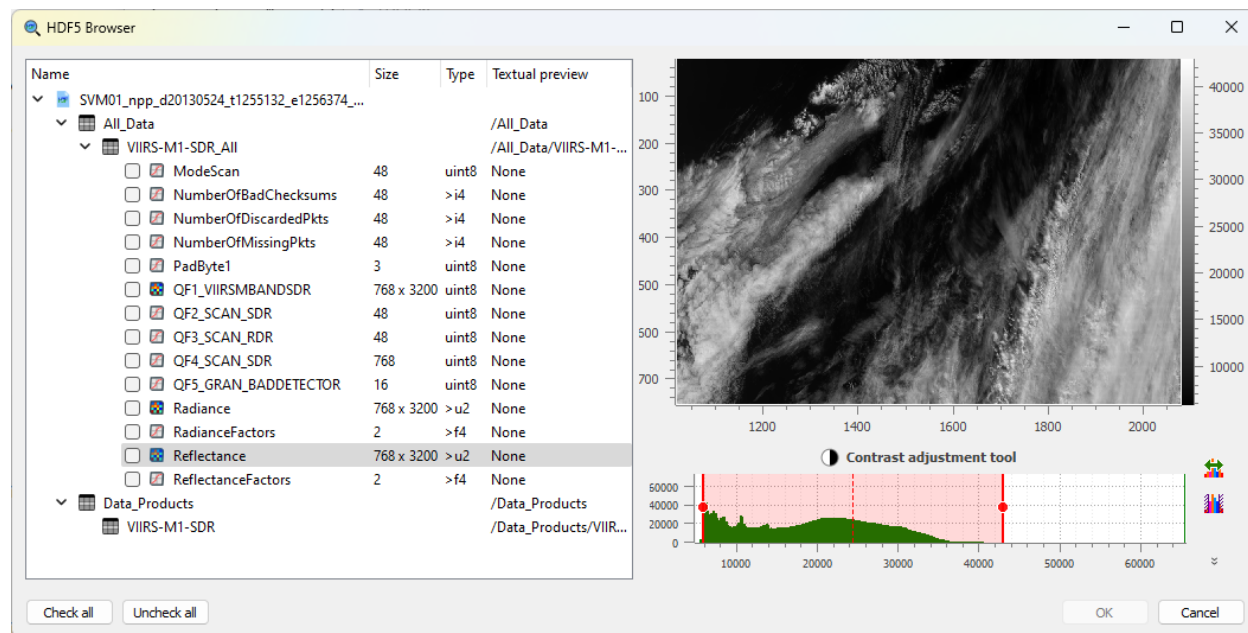 HDF5 Browser
Name Size Type Textual preview
SVM01_npp_d20130524_t1255132_e1256374_...
All_Data /All_Data
VIIRS-M1-SDR_All /All_Data/VIIRS-M1-...
ModeScan 48 uint8 None
NumberOfBadChecksums 48 >i4 None
NumberOfDiscardedPkts 48 >i4 None
NumberOfMissingPkts 48 >i4 None
PadByte1 3 uint8 None
QF1_VIIRSMBANDSDR 768 x 3200 uint8 None
QF2_SCAN_SDR 48 uint8 None
QF3_SCAN_RDR 48 uint8 None
QF4_SCAN_SDR 768 uint8 None
QF5_GRAN_BADDETECTOR 16 uint8 None
Radiance 768 x 3200 >u2 None
RadianceFactors 2 >f4 None
Reflectance 768 x 3200 >u2 None
ReflectanceFactors 2 >f4 None
Data_Products /Data_Products
VIIRS-M1-SDR /Data_Products/VIIR...
100
200
300
400
500
600
700
1200 1400 1600 1800 2000
40000
35000
30000
25000
20000
15000
10000
Contrast adjustment tool
60000
40000
20000
0
10000 20000 30000 40000 50000 60000
Check all Uncheck all OK Cancel